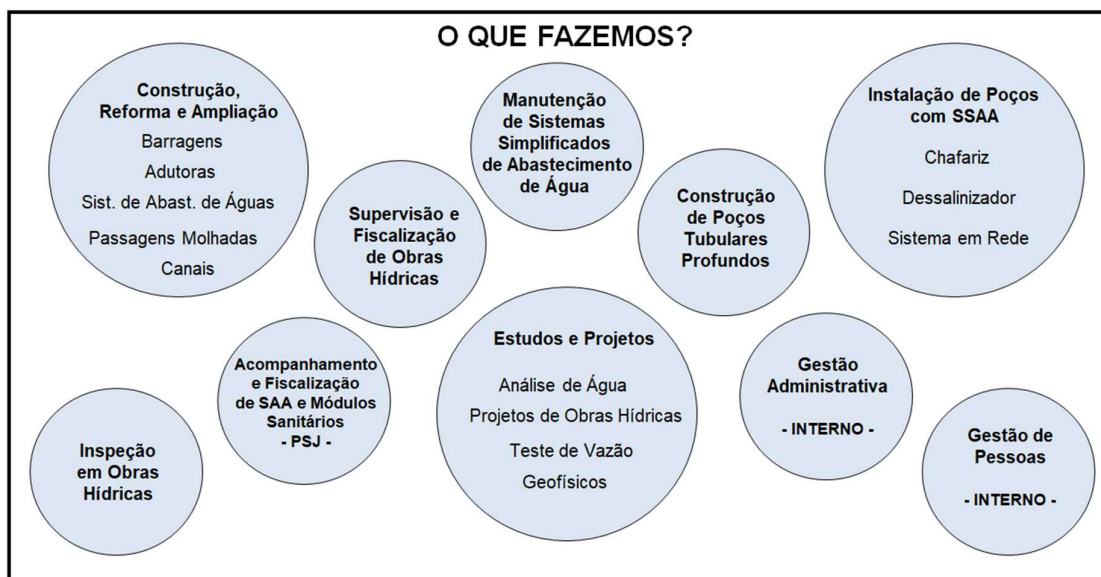 O QUE FAZEMOS?
Construção,
Reforma e Ampliação
Barragens
Adutoras
Sist. de Abast. de Águas
Passagens Molhadas
Canais
Manutenção
de Sistemas
Simplificados
de Abastecimento
de Água
Instalação de Poços
com SSAA
Chafariz
Dessalinizador
Sistema em Rede
Supervisão e
Fiscalização
de Obras
Hídricas
Construção
de Poços
Tubulares
Profundos
Acompanhamento
e Fiscalização
de SAA e Módulos
Sanitários
- PSJ -
Estudos e Projetos
Análise de Água
Projetos de Obras Hídricas
Teste de Vazão
Geofísicos
Gestão
Administrativa
- INTERNO -
Inspeção
em Obras
Hídricas
Gestão de
Pessoas
- INTERNO -